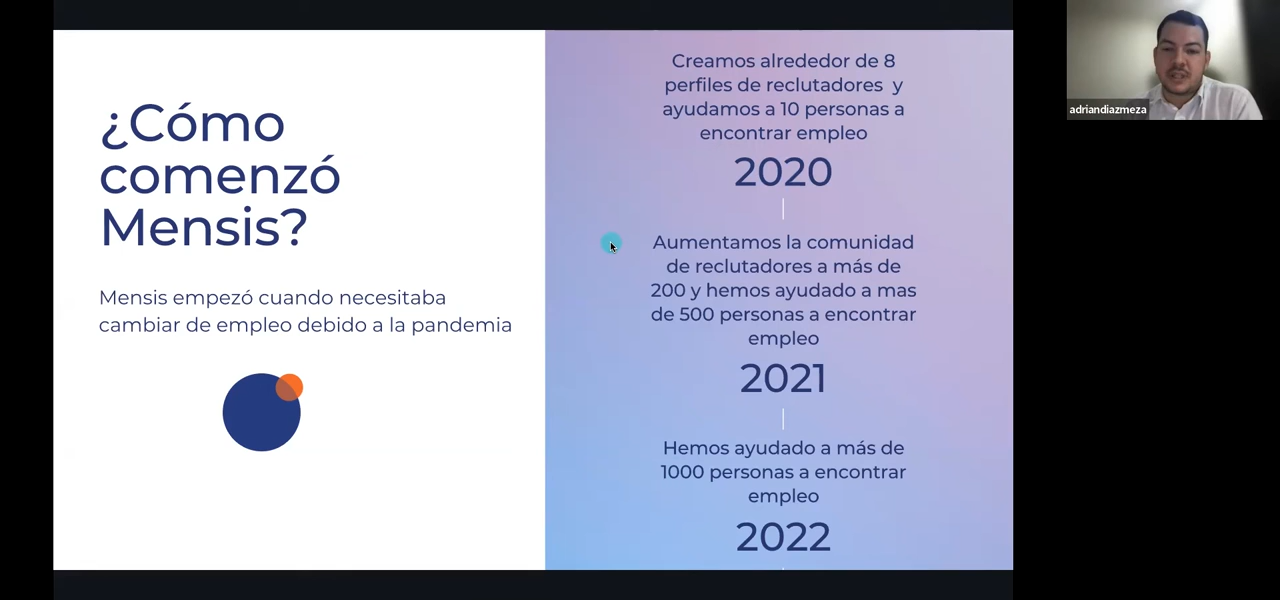 ¿Cómo
comenzó
Mensis?
Mensis empezó cuando necesitaba
cambiar de empleo debido a la pandemia
Creamos alrededor de 8
perfiles de reclutadores y
ayudamos a 10 personas a
encontrar empleo
2020
Aumentamos la comunidad
de reclutadores a más de
200 y hemos ayudado a mas
de 500 personas a encontrar
empleo
2021
Hemos ayudado a más de
1000 personas a encontrar
empleo
2022
adriandiazmeza